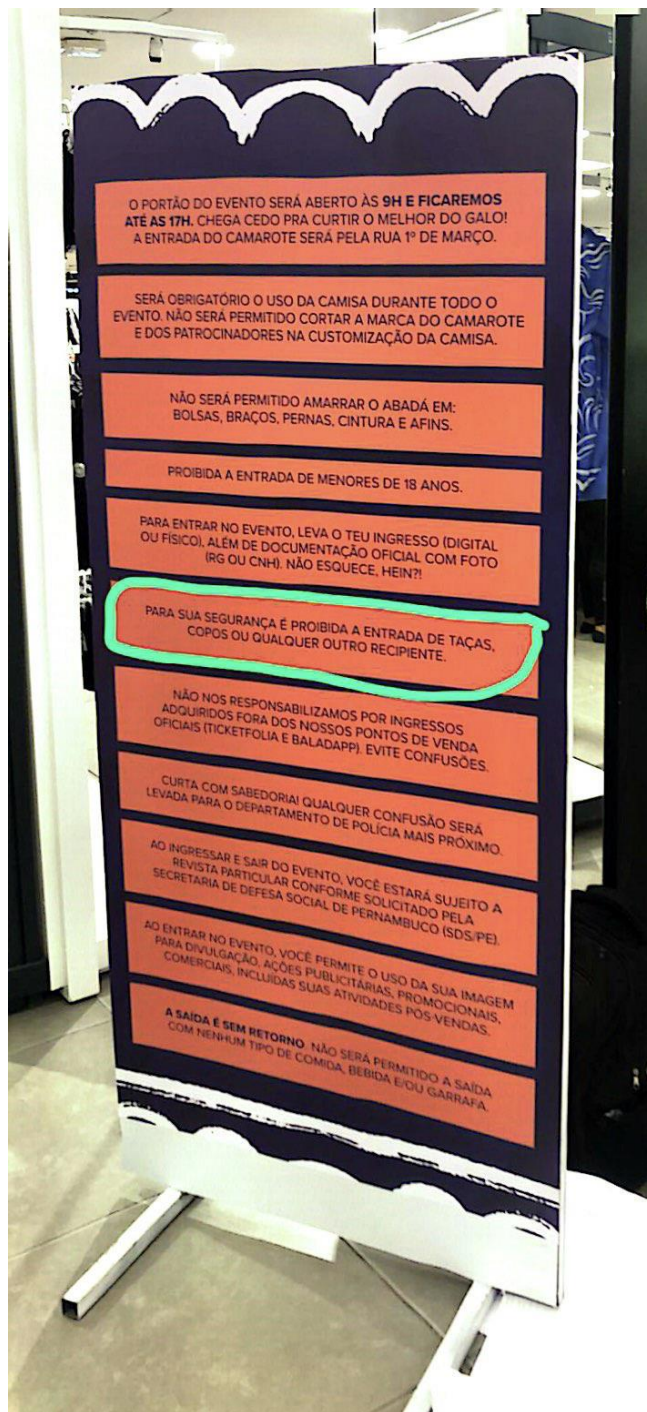 O PORTÃO DO EVENTO SERÁ ABERTO ÀS 9H E FICAREMOS
ATÉ AS 17H. CHEGA CEDO PRA CURTIR O MELHOR DO GALO!
A ENTRADA DO CAMAROTE SERÁ PELA RUA 1º DE MARÇO.
SERÁ OBRIGATÓRIO O USO DA CAMISA DURANTE TODO O
EVENTO. NÃO SERÁ PERMITIDO CORTAR A MARCA DO CAMAROTE
E DOS PATROCINADORES NA CUSTOMIZAÇÃO DA CAMISA.
NÃO SERÁ PERMITIDO AMARRAR O ABADÁ EM:
BOLSAS, BRAÇOS, PERNAS, CINTURA E AFINS.
PROIBIDA A ENTRADA DE MENORES DE 18 ANOS.
PARA ENTRAR NO EVENTO, LEVA O TEU INGRESSO (DIGITAL
OU FÍSICO), ALÉM DE DOCUMENTAÇÃO OFICIAL COM FOTO
(RG OU CNH). NÃO ESQUECE, HEIN?!
PARA SUA SEGURANÇA É PROIBIDA A ENTRADA DE TAÇAS,
COPOS OU QUALQUER OUTRO RECIPIENTE.
NÃO NOS RESPONSABILIZAMOS POR INGRESSOS
ADQUIRIDOS FORA DOS NOSSOS PONTOS DE VENDA
OFICIAIS (TICKETFOLIA E BALADAPP). EVITE CONFUSÕES.
CURTA COM SABEDORIA! QUALQUER CONFUSÃO SERÁ
LEVADA PARA O DEPARTAMENTO DE POLÍCIA MAIS PRÓXIMO.
AO INGRESSAR E SAIR DO EVENTO, VOCÊ ESTARÁ SUJEITO A
REVISTA PARTICULAR CONFORME SOLICITADO PELA
SECRETARIA DE DEFESA SOCIAL DE PERNAMBUCO (SDS/PE).
AO ENTRAR NO EVENTO, VOCÊ PERMITE O USO DA SUA IMAGEM
PARA DIVULGAÇÃO, AÇÕES PUBLICITÁRIAS, PROMOCIONAIS,
COMERCIAIS, INCLUÍDAS SUAS ATIVIDADES PÓS-VENDAS.
A SAÍDA É SEM RETORNO. NÃO SERÁ PERMITIDO A SAÍDA
COM NENHUM TIPO DE COMIDA, BEBIDA E/OU GARRAFA.